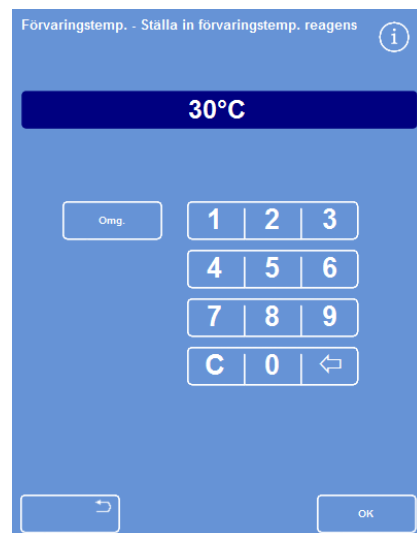 Förvaringstemp. - Ställa in förvaringstemp. reagens
i
30°C
Omg.
1 2 3
4 5 6
7 8 9
C 0
OK